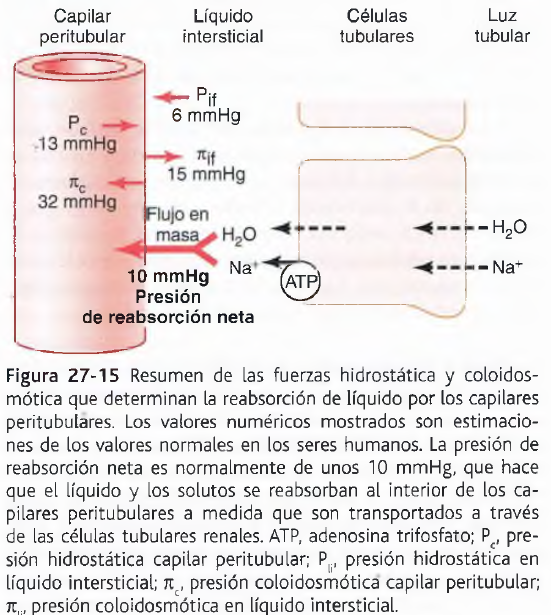 Capilar peritubular
Líquido intersticial
Células tubulares
Luz tubular
Pif
6 mmHg
Pc
13 mmHg
πif
15 mmHg
πc
32 mmHg
Flujo en
masa
H2O
H2O
Na+
ATP
Na+
10 mmHg
Presión
de reabsorción neta
Figura 27-15 Resumen de las fuerzas hidrostática y coloidos-
mótica que determinan la reabsorción de líquido por los capilares
peritubulares. Los valores numéricos mostrados son estimacio-
nes de los valores normales en los seres humanos. La presión de
reabsorción neta es normalmente de unos 10 mmHg, que hace
que el líquido y los solutos se reabsorban al interior de los ca-
pilares peritubulares a medida que son transportados a través
de las células tubulares renales. ATP, adenosina trifosfato; Pc, pre-
sión hidrostática capilar peritubular; Pli, presión hidrostática en
líquido intersticial; πc, presión coloidosmótica capilar peritubular;
πli, presión coloidosmótica en líquido intersticial.